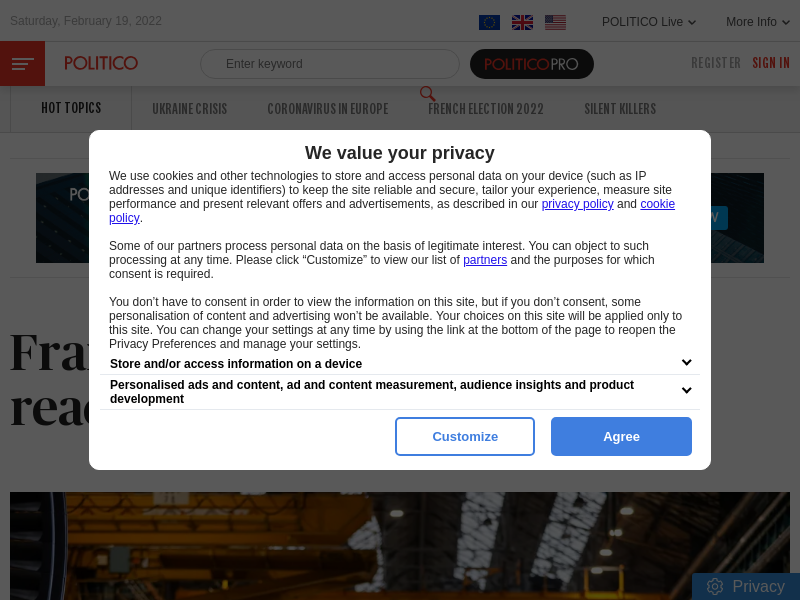 Saturday, February 19, 2022
POLITICO Live
More Info
POLITICO
Enter keyword
POLITICOPRO
REGISTER
SIGN IN
HOT TOPICS
UKRAINE CRISIS
CORONAVIRUS IN EUROPE
FRENCH ELECTION 2022
SILENT KILLERS
We value your privacy
We use cookies and other technologies to store and access personal data on your device (such as IP
addresses and unique identifiers) to keep the site reliable and secure, tailor your experience, measure site
performance and present relevant offers and advertisements, as described in our privacy policy and cookie
policy.
Some of our partners process personal data on the basis of legitimate interest. You can object to such
processing at any time. Please click “Customize” to view our list of partners and the purposes for which
consent is required.
You don’t have to consent in order to view the information on this site, but if you don’t consent, some
personalisation of content and advertising won’t be available. Your choices on this site will be applied only to
this site. You can change your settings at any time by using the link at the bottom of the page to reopen the
Privacy Preferences and manage your settings.
Store and/or access information on a device
Personalised ads and content, ad and content measurement, audience insights and product
development
Customize
Agree
Privacy